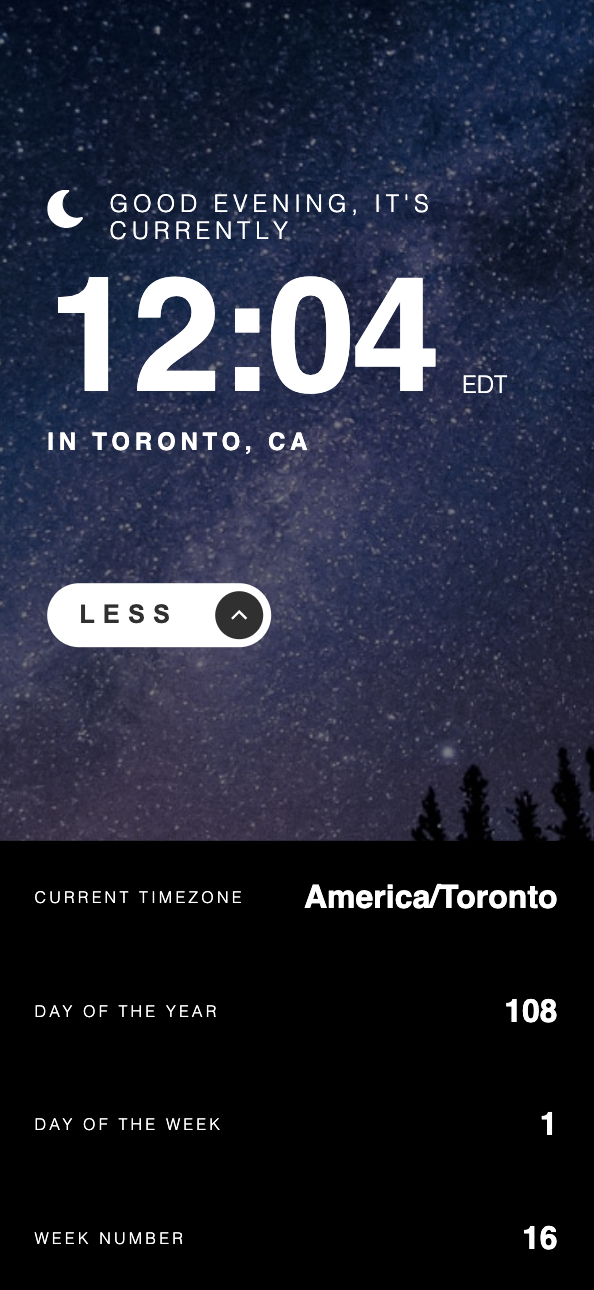 GOOD EVENING, IT'S
CURRENTLY
12:04 EDT
IN TORONTO, CA
LESS
CURRENT TIMEZONE America/Toronto
DAY OF THE YEAR 108
DAY OF THE WEEK 1
WEEK NUMBER 16